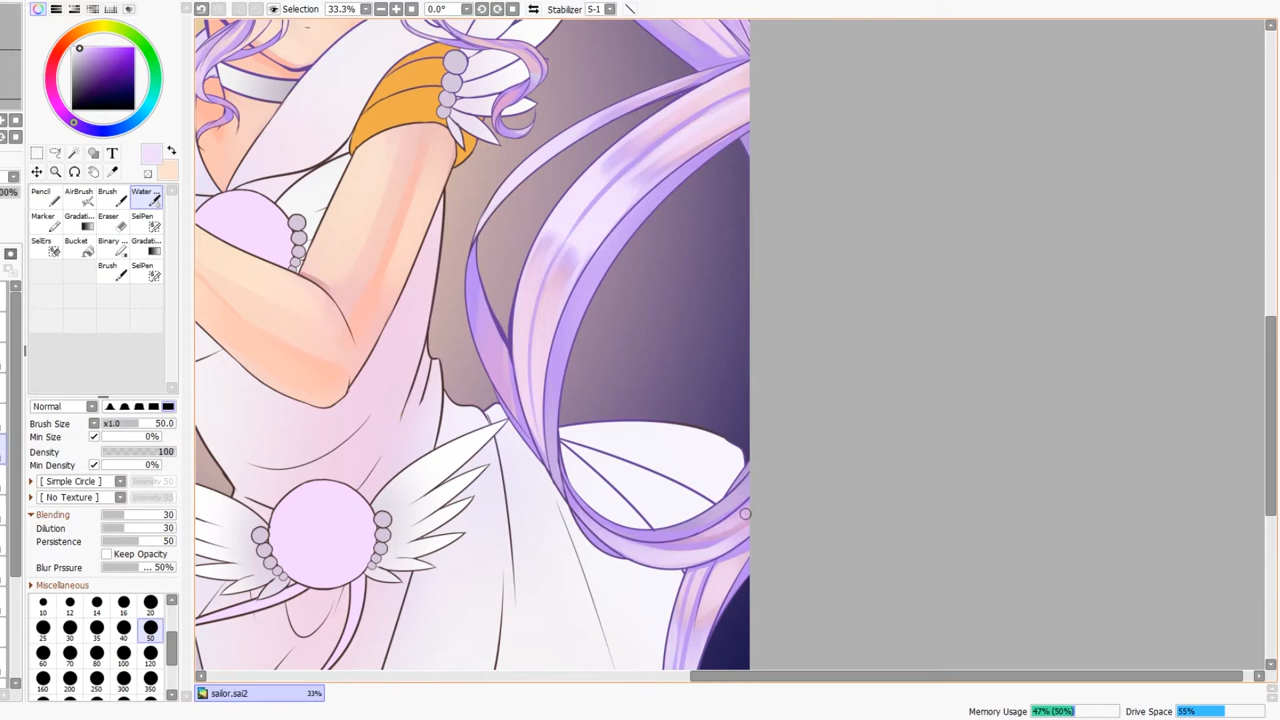 Selection 33.3% 0.0° Stabilizer S-1
Pencil AirBrush Brush Water ...
Marker Gradati... Eraser SelPen
SelErs Bucket Binary ... Gradati...
Brush SelPen
Normal
Brush Size x1.0 50.0
Min Size 0%
Density 100
Min Density 0%
[ Simple Circle ] Intensity 50
[ No Texture ]
Blending 30
Dilution 30
Persistence 50
Keep Opacity
Blur Prssure ... 50%
Miscellaneous
10 12 14 16 20
25 30 35 40 50
60 70 80 100 120
160 200 250 300 350
sailor.sai2 33%
Memory Usage 47% (50%) Drive Space 55%